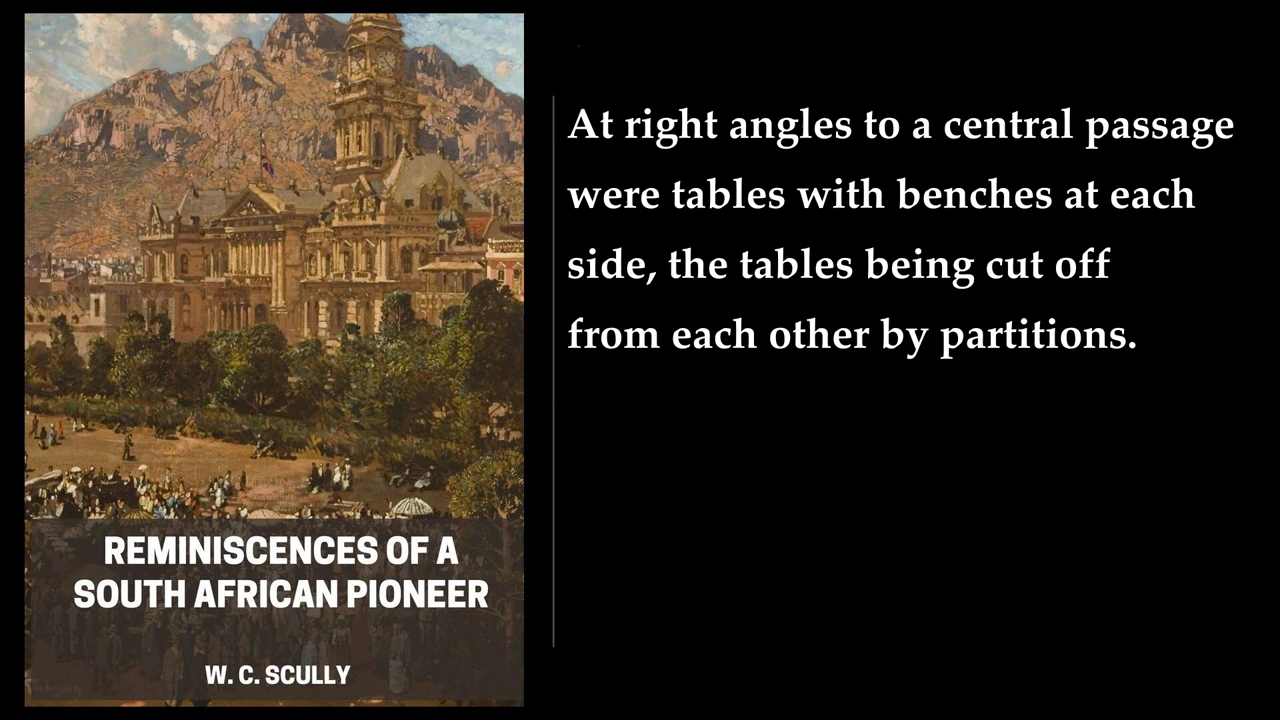 At right angles to a central passage
were tables with benches at each
side, the tables being cut off
from each other by partitions.
REMINISCENCES OF A
SOUTH AFRICAN PIONEER
W. C. SCULLY